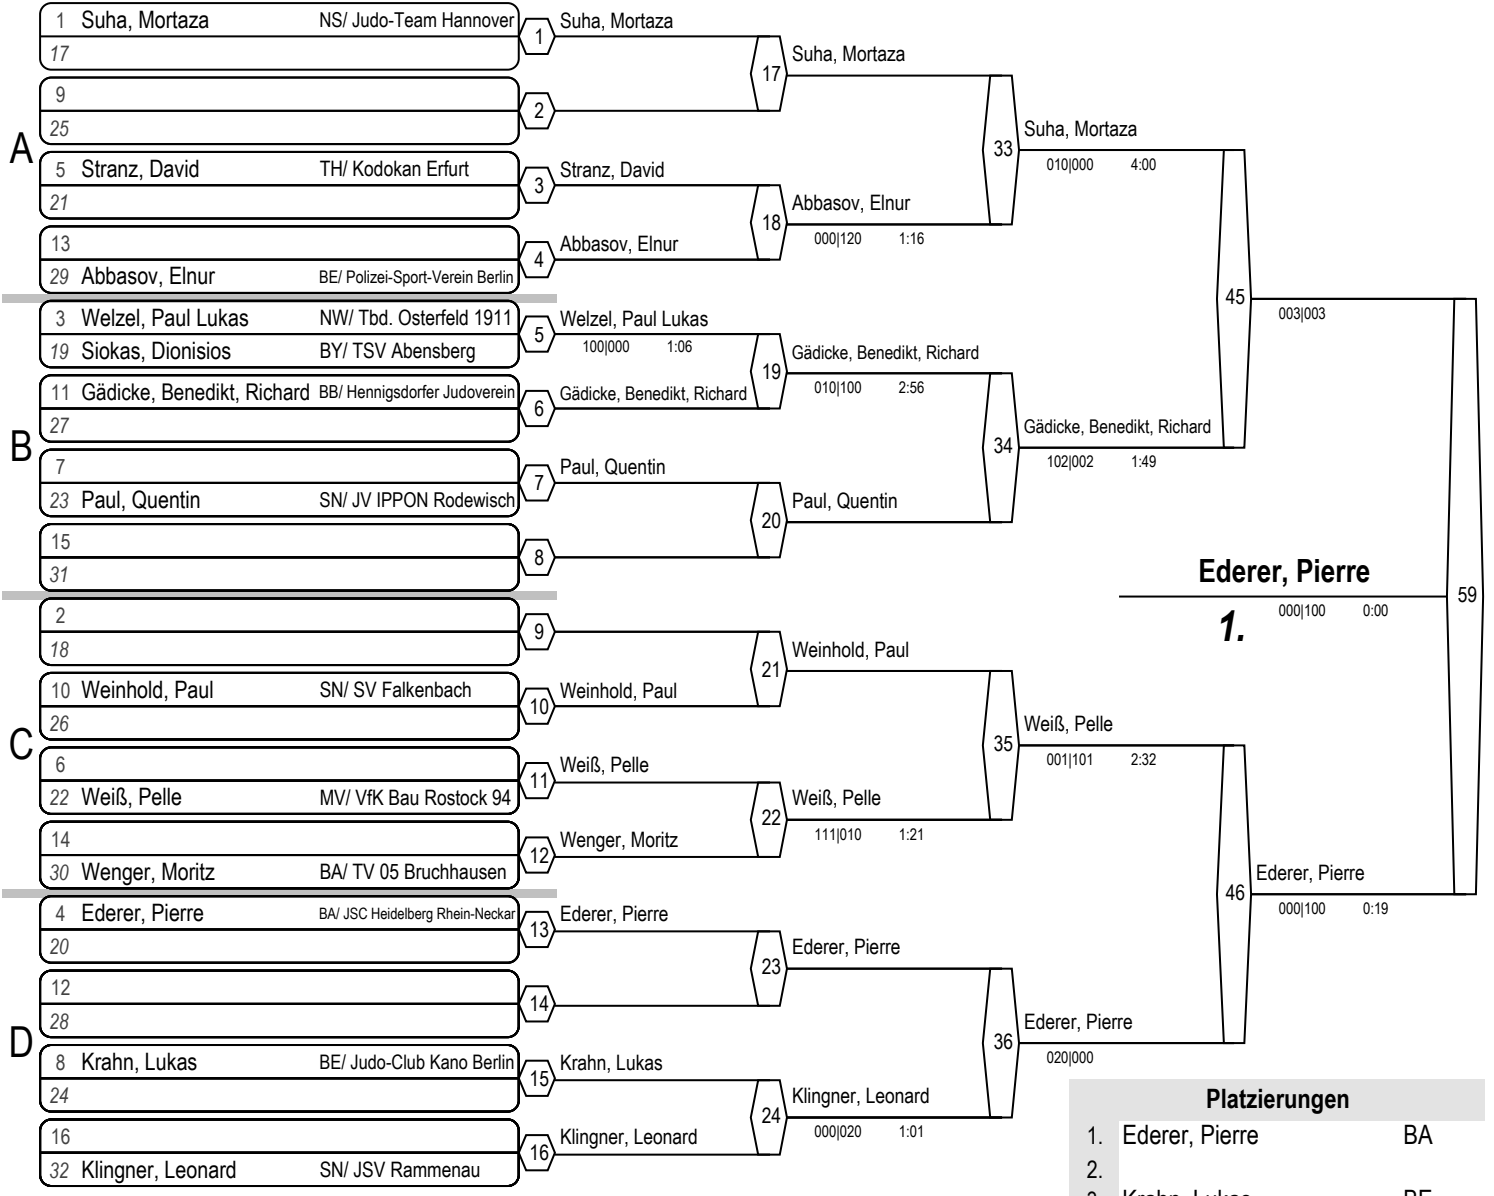 1 Suha, Mortaza NS/ Judo-Team Hannover
17
1
Suha, Mortaza
9
25
2
17
Suha, Mortaza
A
5 Stranz, David TH/ Kodokan Erfurt
21
3
Stranz, David
13
29 Abbasov, Elnur BE/ Polizei-Sport-Verein Berlin
4
Abbasov, Elnur
18
Abbasov, Elnur
000|120 1:16
33
Suha, Mortaza
010|000 4:00
3 Welzel, Paul Lukas NW/ Tbd. Osterfeld 1911
19 Siokas, Dionisios BY/ TSV Abensberg
5
Welzel, Paul Lukas
100|000 1:06
11 Gädicke, Benedikt, Richard BB/ Hennigsdorfer Judoverein
27
6
Gädicke, Benedikt, Richard
19
Gädicke, Benedikt, Richard
010|100 2:56
B
7
23 Paul, Quentin SN/ JV IPPON Rodewisch
7
Paul, Quentin
15
31
8
20
Paul, Quentin
34
Gädicke, Benedikt, Richard
102|002 1:49
45
003|003
2
18
9
10 Weinhold, Paul SN/ SV Falkenbach
26
10
Weinhold, Paul
21
Weinhold, Paul
C
6
22 Weiß, Pelle MV/ VfK Bau Rostock 94
11
Weiß, Pelle
14
30 Wenger, Moritz BA/ TV 05 Bruchhausen
12
Wenger, Moritz
22
Weiß, Pelle
111|010 1:21
35
Weiß, Pelle
001|101 2:32
4 Ederer, Pierre BA/ JSC Heidelberg Rhein-Neckar
20
13
Ederer, Pierre
12
28
14
23
Ederer, Pierre
D
8 Krahn, Lukas BE/ Judo-Club Kano Berlin
24
15
Krahn, Lukas
16
32 Klingner, Leonard SN/ JSV Rammenau
16
Klingner, Leonard
24
Klingner, Leonard
000|020 1:01
36
Ederer, Pierre
020|000
46
Ederer, Pierre
000|100 0:19
59
Ederer, Pierre
1. 000|100 0:00
Platzierungen
1. Ederer, Pierre BA
2.
3. Krahn, Lukas BE